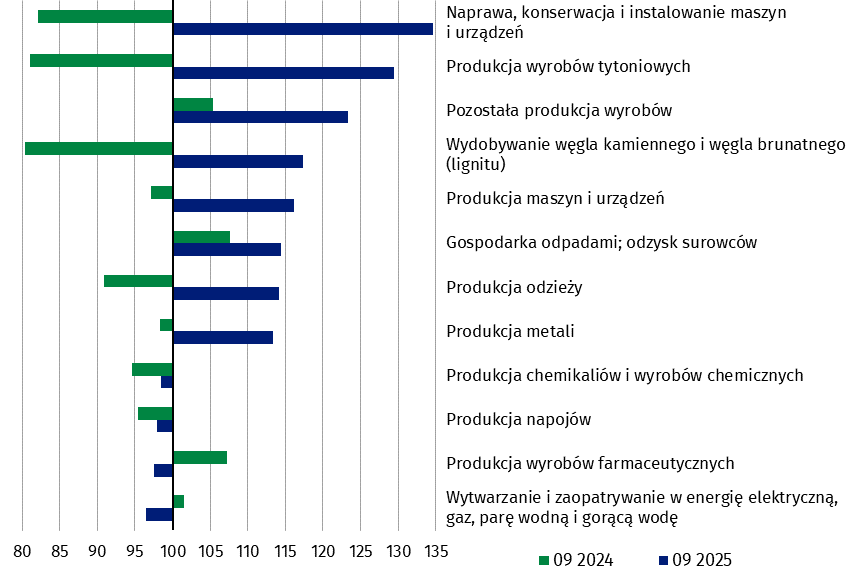 Naprawa, konserwacja i instalowanie maszyn
i urządzeń
Produkcja wyrobów tytoniowych
Pozostała produkcja wyrobów
Wydobywanie węgla kamiennego i węgla brunatnego
(lignitu)
Produkcja maszyn i urządzeń
Gospodarka odpadami; odzysk surowców
Produkcja odzieży
Produkcja metali
Produkcja chemikaliów i wyrobów chemicznych
Produkcja napojów
Produkcja wyrobów farmaceutycznych
Wytwarzanie i zaopatrywanie w energię elektryczną,
gaz, parę wodną i gorącą wodę
80 85 90 95 100 105 110 115 120 125 130 135
09 2024 09 2025